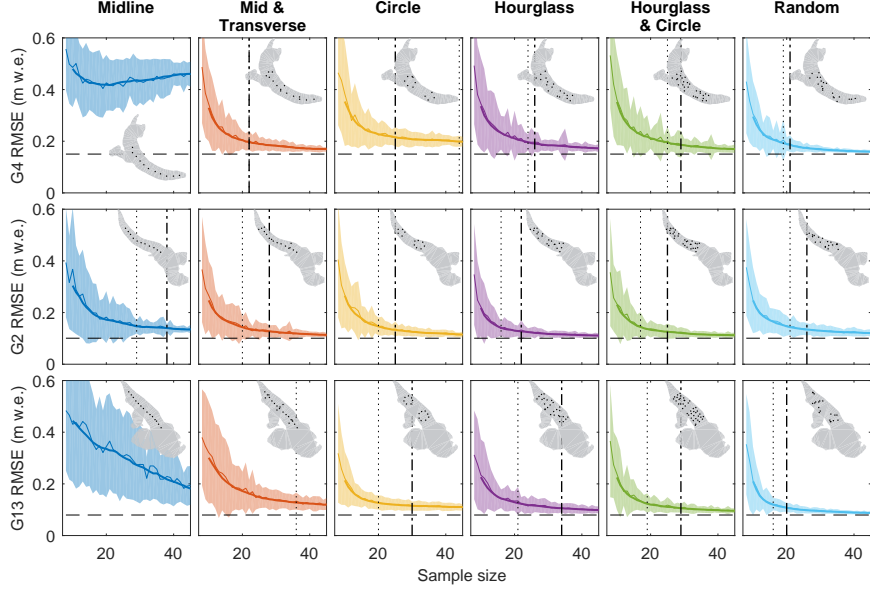 Midline
Mid &
Transverse
Circle
Hourglass
Hourglass
& Circle
Random
G4 RMSE (m w.e.)
0.6
0.4
0.2
0
G2 RMSE (m w.e.)
0.6
0.4
0.2
0
G13 RMSE (m w.e.)
0.6
0.4
0.2
0
20 40
20 40
20 40
20 40
20 40
20 40
Sample size